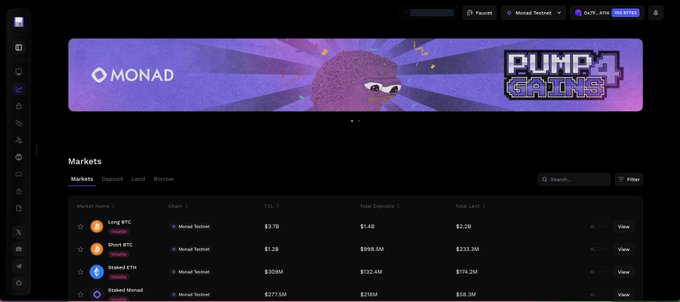 Faucet
Monad Testnet
0x7F...4114
700 BYTES
MONAD
PUMP
GAINS
4
Markets
Markets Deposit Lend Borrow
Search...
Filter
Market Name Chain TVL Total Deposits Total Lent
Long BTC
Volatile
Monad Testnet $3.7B $1.4B $2.2B View
Short BTC
Volatile
Monad Testnet $1.2B $998.5M $233.3M View
Staked ETH
Volatile
Monad Testnet $309M $132.4M $174.2M View
Staked Monad
Volatile
Monad Testnet $277.5M $218M $58.3M View